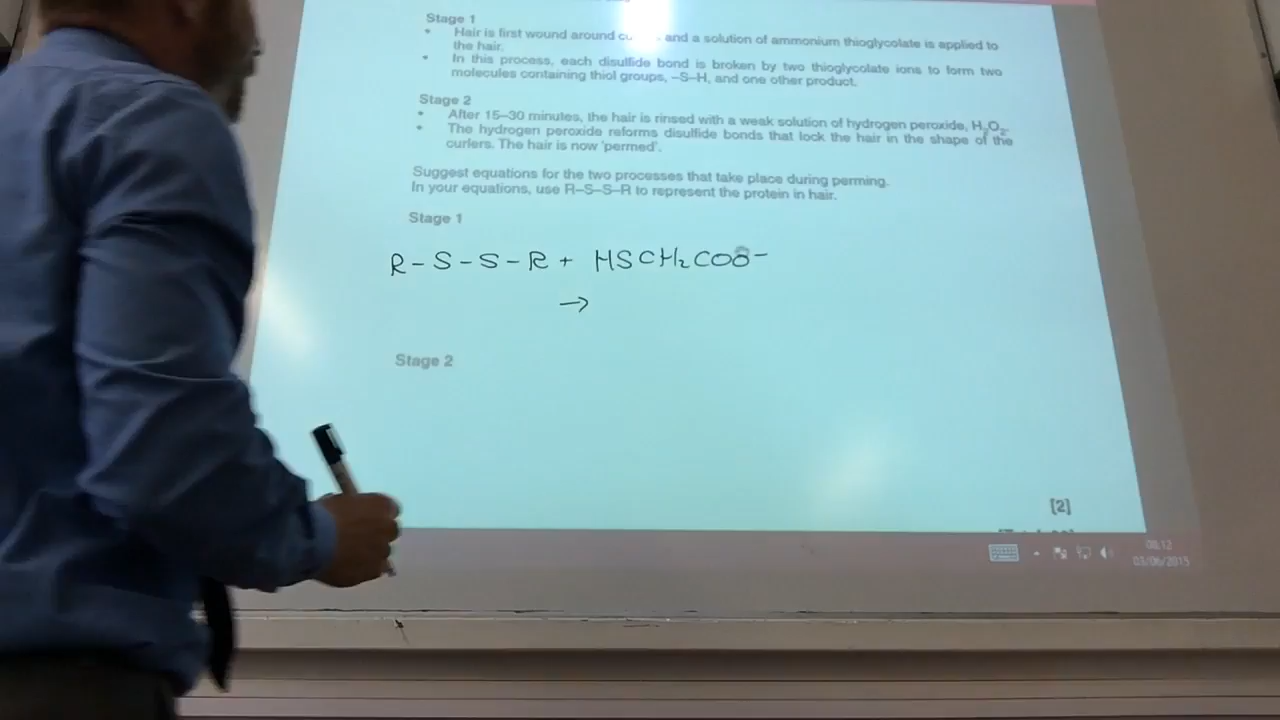 Stage 1
• Hair is first wound around and a solution of ammonium thioglycolate is applied to
the hair.
• In this process, each disulfide bond is broken by two thioglycolate ions to form two
molecules containing thiol groups, –S–H, and one other product.
Stage 2
• After 15–30 minutes, the hair is rinsed with a weak solution of hydrogen peroxide, H₂O₂.
• The hydrogen peroxide reforms disulfide bonds that lock the hair in the shape of the
curlers. The hair is now 'permed'.
Suggest equations for the two processes that take place during perming.
In your equations, use R–S–S–R to represent the protein in hair.
Stage 1
R – S – S – R + HSCH₂COO⁻
→
Stage 2
[2]
00:12
03/06/2015